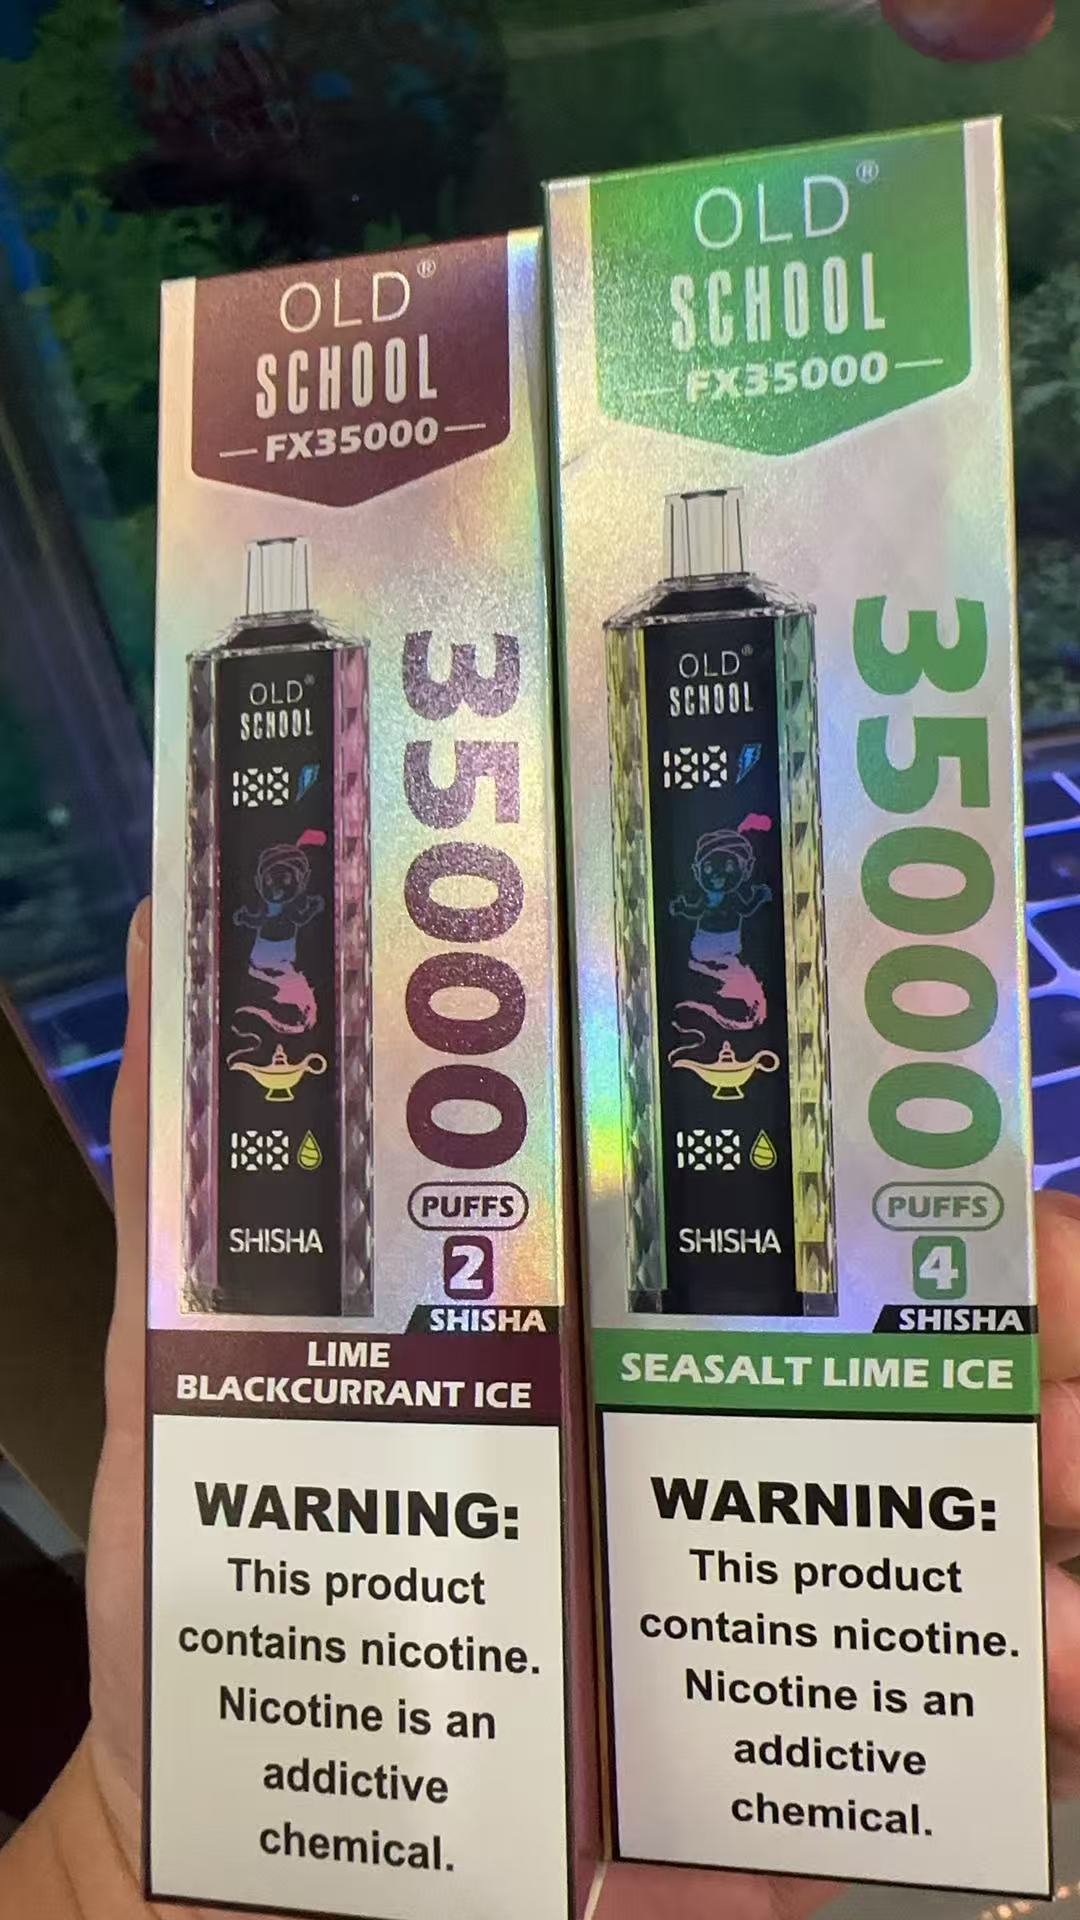 OLD®
SCHOOL
FX35000
OLD®
SCHOOL
188
188
SHISHA
35000
PUFFS
2
SHISHA
LIME
BLACKCURRANT ICE
WARNING:
This product
contains nicotine.
Nicotine is an
addictive
chemical.
OLD®
SCHOOL
FX35000
OLD®
SCHOOL
188
188
SHISHA
35000
PUFFS
4
SHISHA
SEASALT LIME ICE
WARNING:
This product
contains nicotine.
Nicotine is an
addictive
chemical.